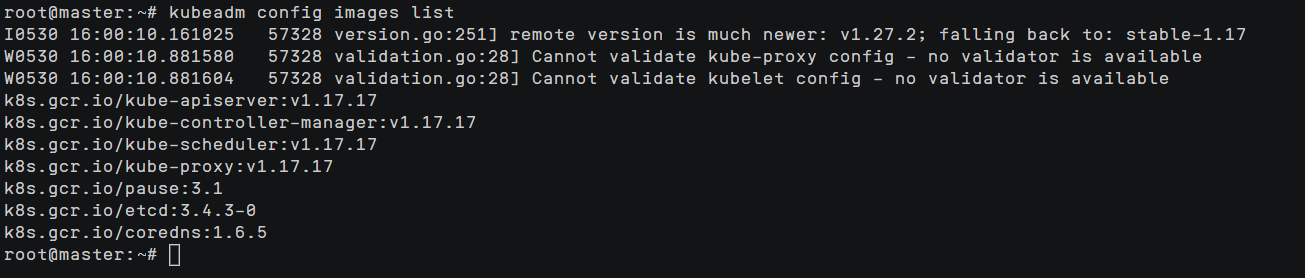 root@master:~# kubeadm config images list
I0530 16:00:10.161025   57328 version.go:251] remote version is much newer: v1.27.2; falling back to: stable-1.17
W0530 16:00:10.881580   57328 validation.go:28] Cannot validate kube-proxy config - no validator is available
W0530 16:00:10.881604   57328 validation.go:28] Cannot validate kubelet config - no validator is available
k8s.gcr.io/kube-apiserver:v1.17.17
k8s.gcr.io/kube-controller-manager:v1.17.17
k8s.gcr.io/kube-scheduler:v1.17.17
k8s.gcr.io/kube-proxy:v1.17.17
k8s.gcr.io/pause:3.1
k8s.gcr.io/etcd:3.4.3-0
k8s.gcr.io/coredns:1.6.5
root@master:~#